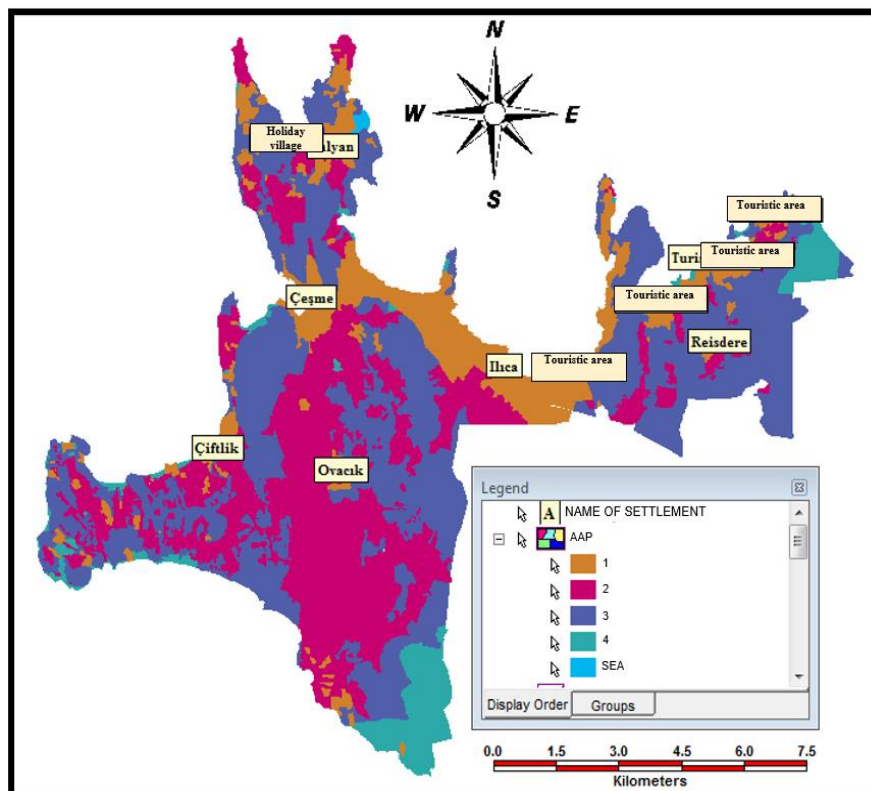 N
W E
S
Holiday
village
alyan
Touristic area
Turi
Touristic area
Touristic area
Çeşme
Reisdere
Ilıca
Touristic area
Çiftlik
Ovacık
Legend
A NAME OF SETTLEMENT
AAP
1
2
3
4
SEA
Display Order Groups
0.0 1.5 3.0 4.5 6.0 7.5
Kilometers